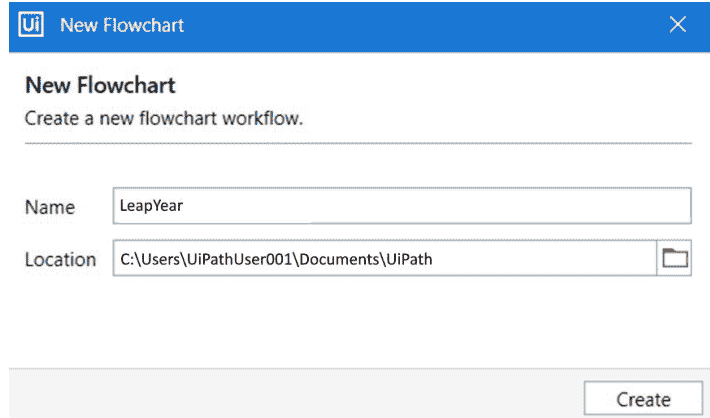 Ui New Flowchart
New Flowchart
Create a new flowchart workflow.
Name LeapYear
Location C:\Users\UiPathUser001\Documents\UiPath
Create